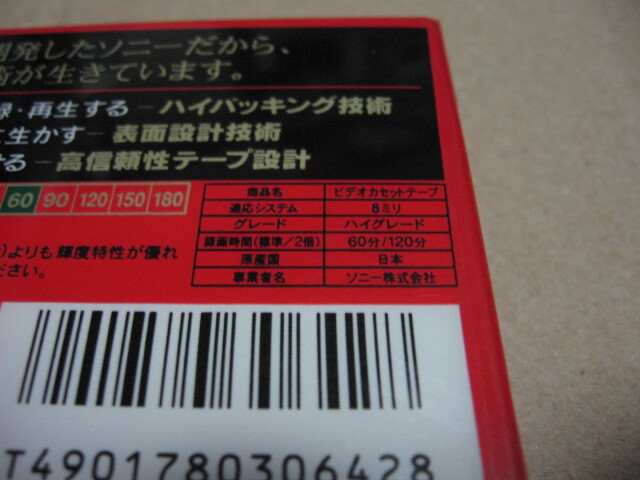 開発したソニーだから、
術が生きています。
録・再生する－ハイパッキング技術
に生かす－表面設計技術
する－高信頼性テープ設計
60 90 120 150 180
商品名 ビデオカセットテープ
適応システム 8ミリ
グレード ハイグレード
録画時間(標準/2倍) 60分/120分
原産国 日本
事業者名 ソニー株式会社
)よりも輝度特性が優れ
ださい。
T4901780306428